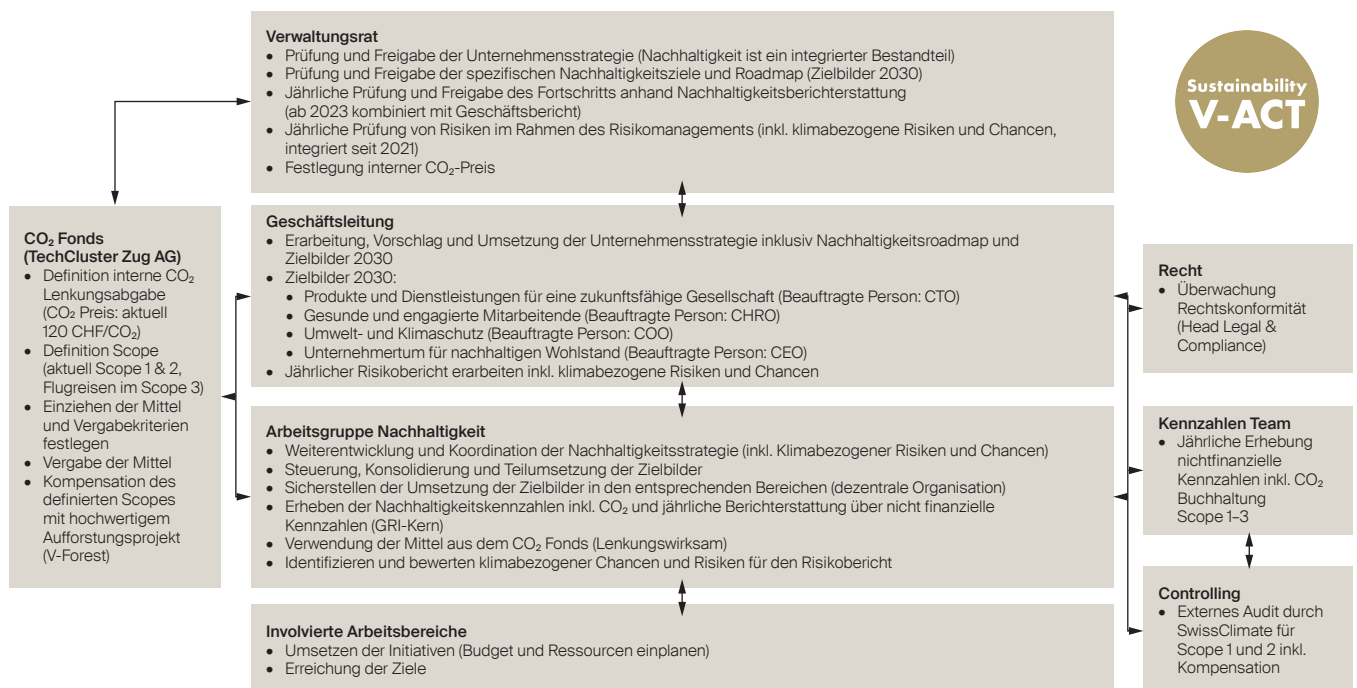 Verwaltungsrat
• Prüfung und Freigabe der Unternehmensstrategie (Nachhaltigkeit ist ein integrierter Bestandteil)
• Prüfung und Freigabe der spezifischen Nachhaltigkeitsziele und Roadmap (Zielbilder 2030)
• Jährliche Prüfung und Freigabe des Fortschritts anhand Nachhaltigkeitsberichterstattung
(ab 2023 kombiniert mit Geschäftsbericht)
• Jährliche Prüfung von Risiken im Rahmen des Risikomanagements (inkl. klimabezogene Risiken und Chancen,
integriert seit 2021)
• Festlegung interner CO₂-Preis
Sustainability
V-ACT
CO₂ Fonds
(TechCluster Zug AG)
• Definition interne CO₂
Lenkungsabgabe
(CO₂ Preis: aktuell
120 CHF/CO₂)
• Definition Scope
(aktuell Scope 1 & 2,
Flugreisen im Scope 3)
• Einziehen der Mittel
und Vergabekriterien
festlegen
• Vergabe der Mittel
• Kompensation des
definierten Scopes
mit hochwertigem
Aufforstungsprojekt
(V-Forest)
Geschäftsleitung
• Erarbeitung, Vorschlag und Umsetzung der Unternehmensstrategie inklusiv Nachhaltigkeitsroadmap und
Zielbilder 2030
• Zielbilder 2030:
• Produkte und Dienstleistungen für eine zukunftsfähige Gesellschaft (Beauftragte Person: CTO)
• Gesunde und engagierte Mitarbeitende (Beauftragte Person: CHRO)
• Umwelt- und Klimaschutz (Beauftragte Person: COO)
• Unternehmertum für nachhaltigen Wohlstand (Beauftragte Person: CEO)
• Jährlicher Risikobericht erarbeiten inkl. klimabezogene Risiken und Chancen
Arbeitsgruppe Nachhaltigkeit
• Weiterentwicklung und Koordination der Nachhaltigkeitsstrategie (inkl. Klimabezogener Risiken und Chancen)
• Steuerung, Konsolidierung und Teilumsetzung der Zielbilder
• Sicherstellen der Umsetzung der Zielbilder in den entsprechenden Bereichen (dezentrale Organisation)
• Erheben der Nachhaltigkeitskennzahlen inkl. CO₂ und jährliche Berichterstattung über nicht finanzielle
Kennzahlen (GRI-Kern)
• Verwendung der Mittel aus dem CO₂ Fonds (Lenkungswirksam)
• Identifizieren und bewerten klimabezogener Chancen und Risiken für den Risikobericht
Involvierte Arbeitsbereiche
• Umsetzen der Initiativen (Budget und Ressourcen einplanen)
• Erreichung der Ziele
Recht
• Überwachung
Rechtskonformität
(Head Legal &
Compliance)
Kennzahlen Team
• Jährliche Erhebung
nichtfinanzielle
Kennzahlen inkl. CO₂
Buchhaltung
Scope 1–3
Controlling
• Externes Audit durch
SwissClimate für
Scope 1 und 2 inkl.
Kompensation